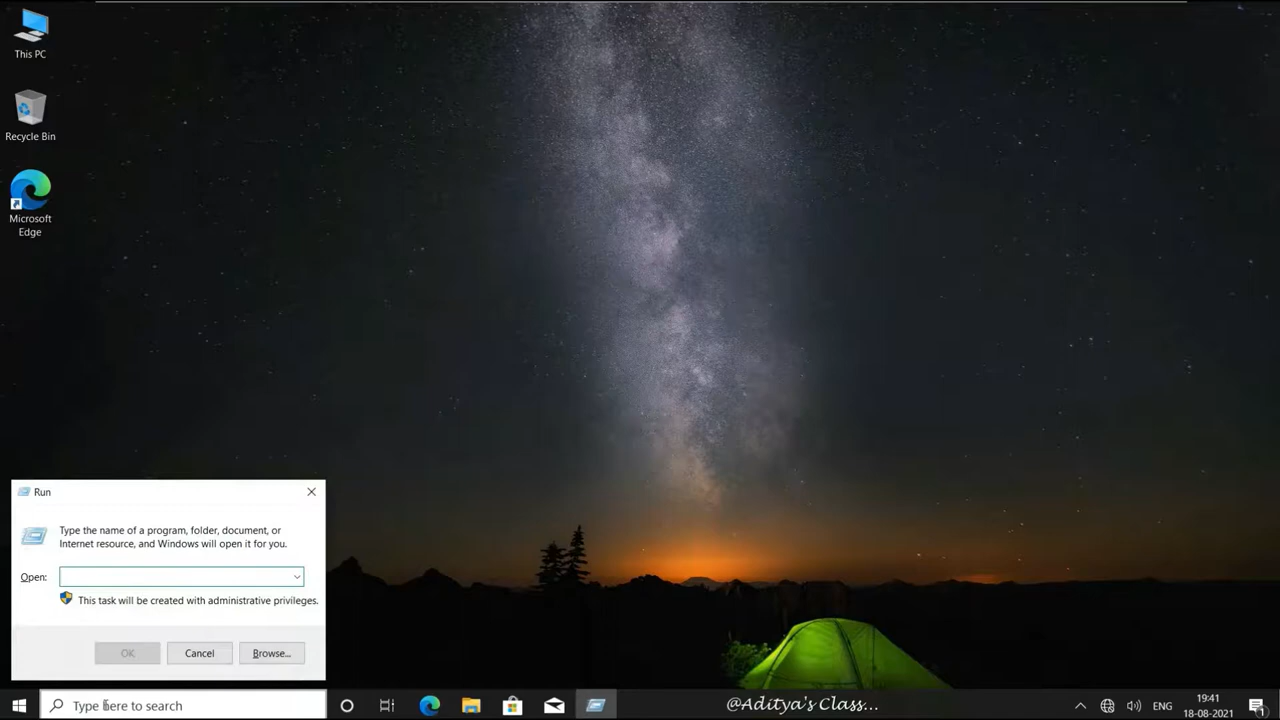 This PC
Recycle Bin
Microsoft
Edge
Run
Type the name of a program, folder, document, or
Internet resource, and Windows will open it for you.
Open:
This task will be created with administrative privileges.
OK
Cancel
Browse...
Type here to search
@Aditya's Class...
ENG
19:41
18-08-2021
1